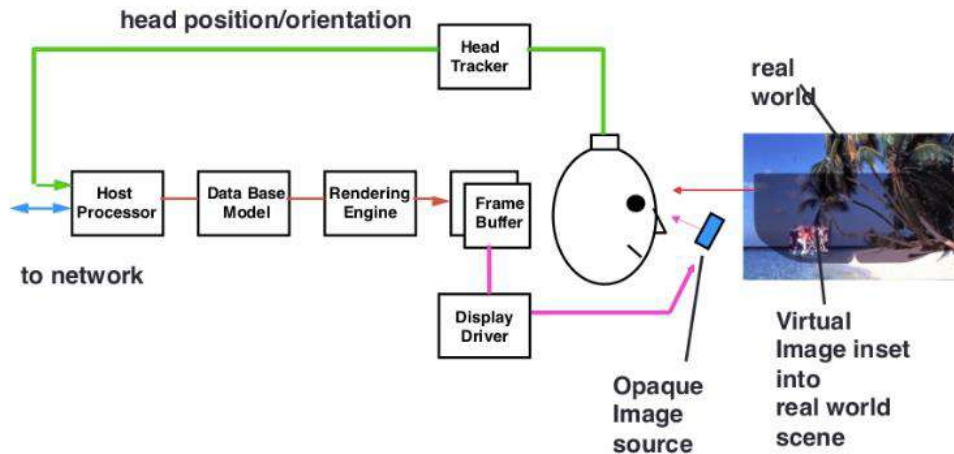 head position/orientation
Head
Tracker
real
world
Host
Processor
Data Base
Model
Rendering
Engine
Frame
Buffer
to network
Display
Driver
Opaque
Image
source
Virtual
Image inset
into
real world
scene